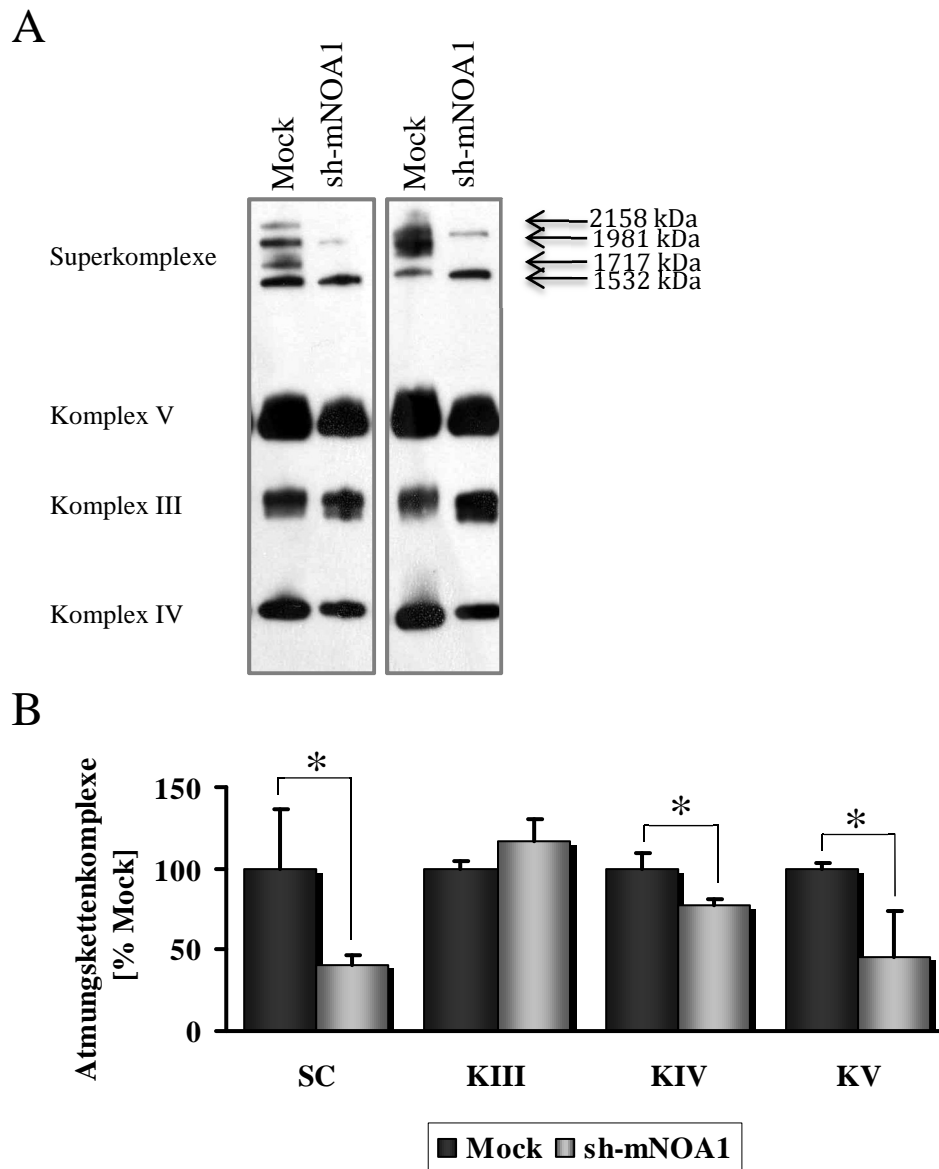 A
Mock
sh-mNOA1
Mock
sh-mNOA1
Superkomplexe
2158 kDa
1981 kDa
1717 kDa
1532 kDa
Komplex V
Komplex III
Komplex IV
B
Atmungskettenkomplexe
[% Mock]
150
100
50
0
*
*
*
SC
KIII
KIV
KV
Mock
sh-mNOA1